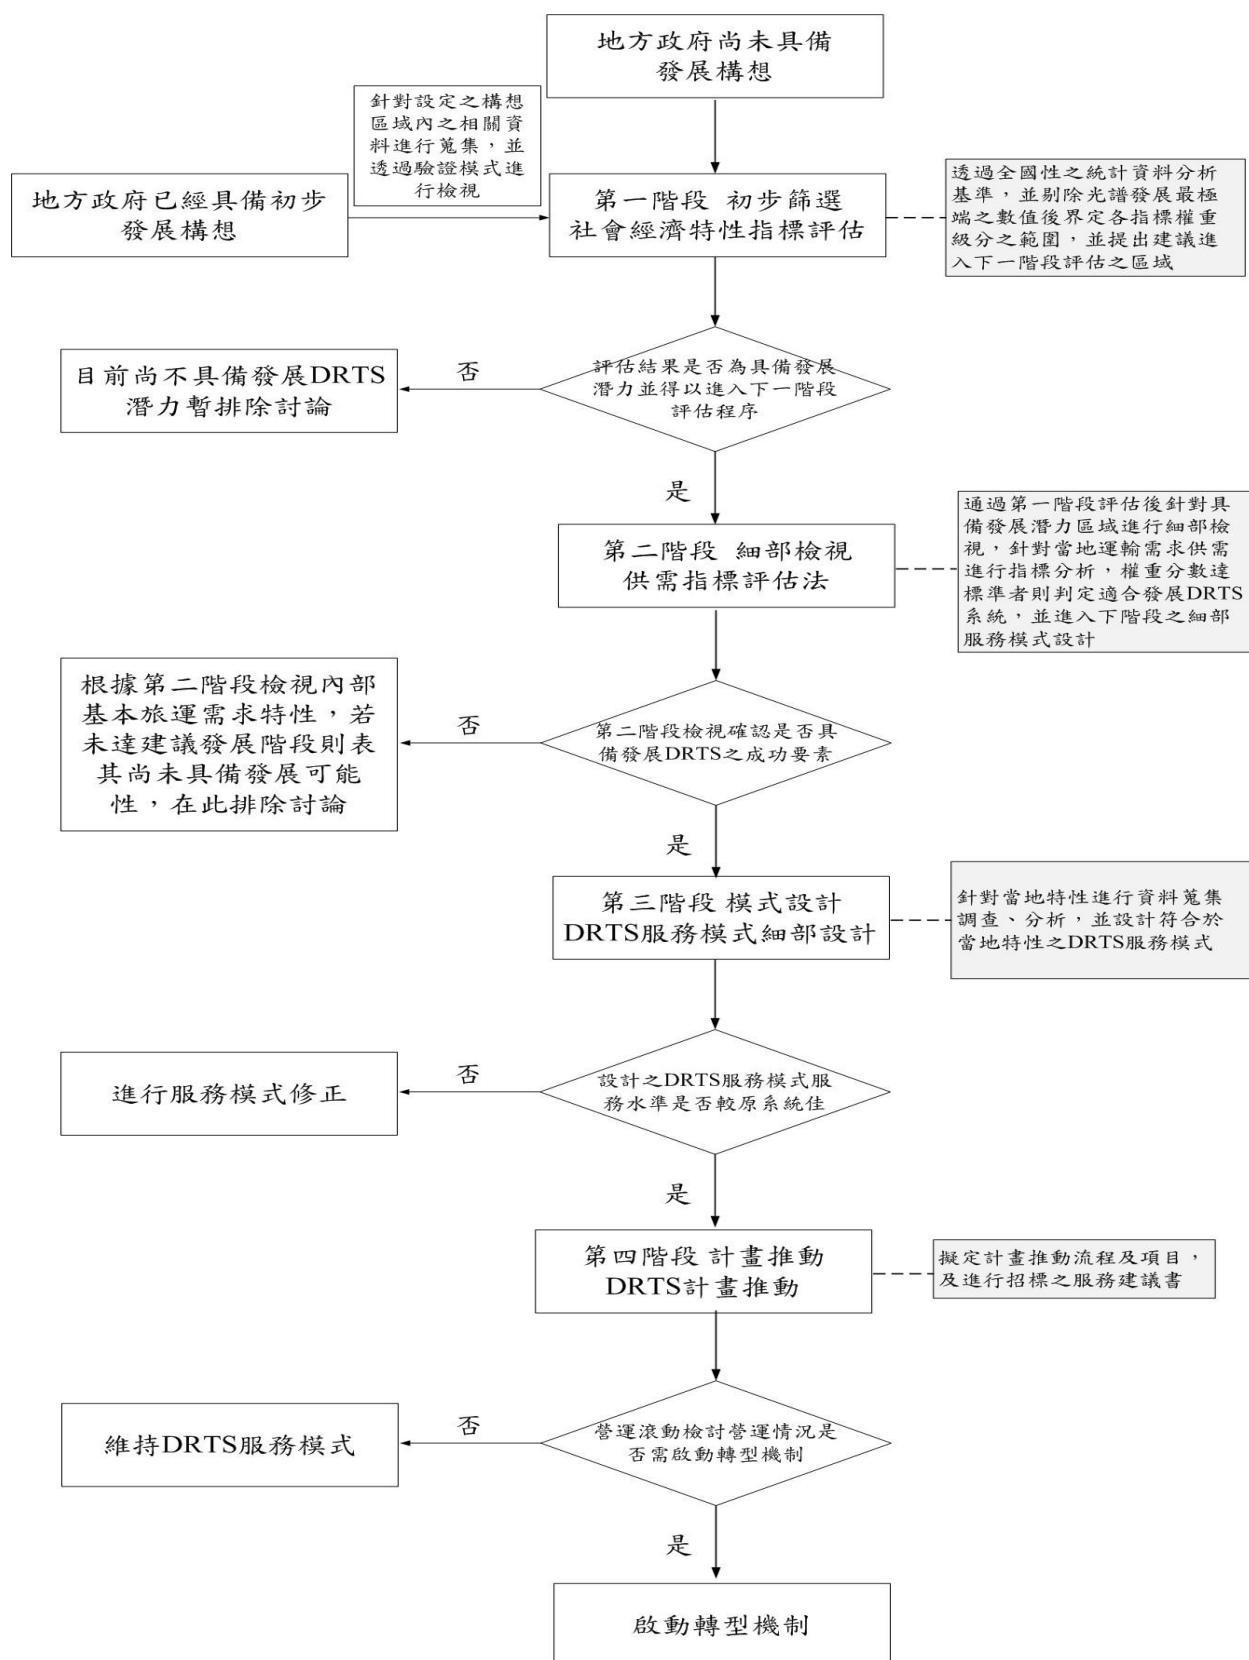 地方政府尚未具備
發展構想
針對設定之構想
區域內之相關資
料進行蒐集，並
透過驗證模式進
行檢視
地方政府已經具備初步
發展構想
第一階段 初步篩選
社會經濟特性指標評估
透過全國性之統計資料分析
基準，並剔除光譜發展最極
端之數值後界定各指標權重
級分之範圍，並提出建議進
入下一階段評估之區域
評估結果是否為具備發展
潛力並得以進入下一階段
評估程序
否
目前尚不具備發展DRTS
潛力暫排除討論
是
第二階段 細部檢視
供需指標評估法
通過第一階段評估後針對具
備發展潛力區域進行細部檢
視，針對當地運輸需求供需
進行指標分析，權重分數達
標準者則判定適合發展DRTS
系統，並進入下階段之細部
服務模式設計
第二階段檢視確認是否具
備發展DRTS之成功要素
否
根據第二階段檢視內部
基本旅運需求特性，若
未達建議發展階段則表
其尚未具備發展可能
性，在此排除討論
是
第三階段 模式設計
DRTS服務模式細部設計
針對當地特性進行資料蒐集
調查、分析，並設計符合於
當地特性之DRTS服務模式
設計之DRTS服務模式服
務水準是否較原系統佳
否
進行服務模式修正
是
第四階段 計畫推動
DRTS計畫推動
擬定計畫推動流程及項目，
及進行招標之服務建議書
營運滾動檢討營運情況是
否需啟動轉型機制
否
維持DRTS服務模式
是
啟動轉型機制